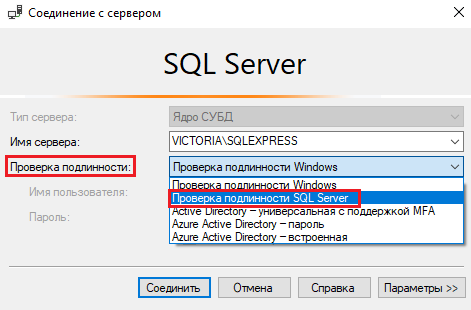 Соединение с сервером
SQL Server
Тип сервера: Ядро СУБД
Имя сервера: VICTORIA\SQLEXPRESS
Проверка подлинности: Проверка подлинности Windows
Проверка подлинности Windows
Имя пользователя: Проверка подлинности SQL Server
Active Directory – универсальная с поддержкой MFA
Пароль: Azure Active Directory – пароль
Azure Active Directory – встроенная
Соединить Отмена Справка Параметры >>